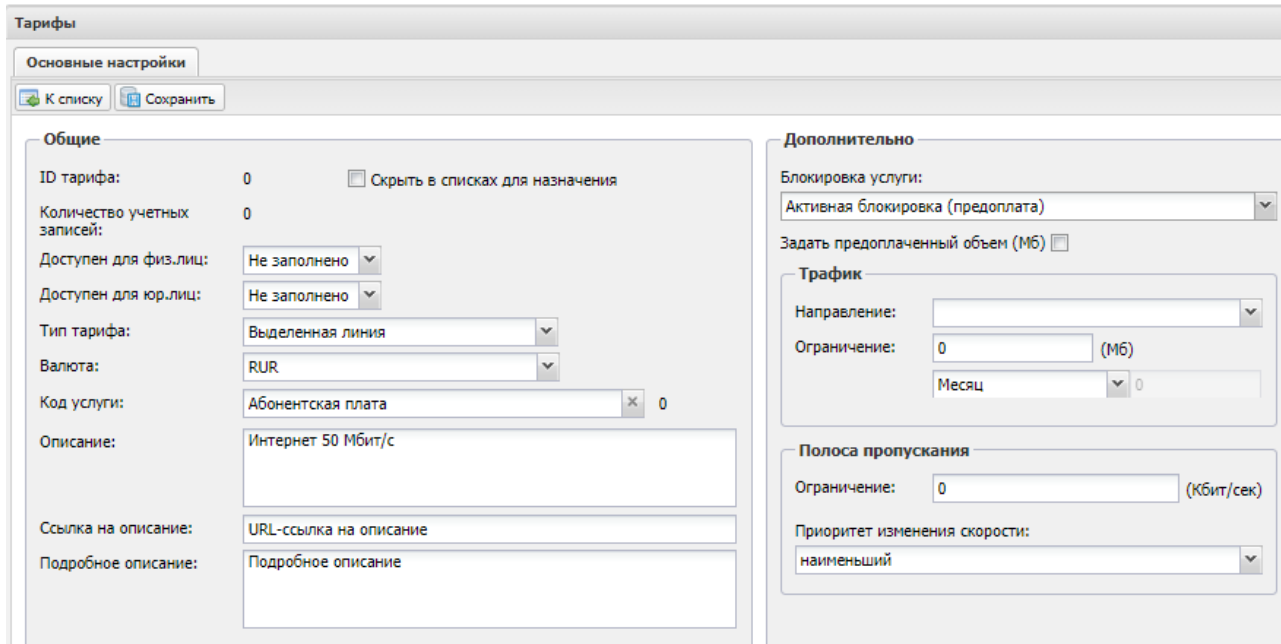 Тарифы
Основные настройки
К списку Сохранить
Общие
ID тарифа: 0 Скрыть в списках для назначения
Количество учетных записей: 0
Доступен для физ.лиц: Не заполнено
Доступен для юр.лиц: Не заполнено
Тип тарифа: Выделенная линия
Валюта: RUR
Код услуги: Абонентская плата 0
Описание: Интернет 50 Мбит/с
Ссылка на описание: URL-ссылка на описание
Подробное описание: Подробное описание
Дополнительно
Блокировка услуги:
Активная блокировка (предоплата)
Задать предоплаченный объем (Мб)
Трафик
Направление:
Ограничение: 0 (Мб)
Месяц 0
Полоса пропускания
Ограничение: 0 (Кбит/сек)
Приоритет изменения скорости:
наименьший